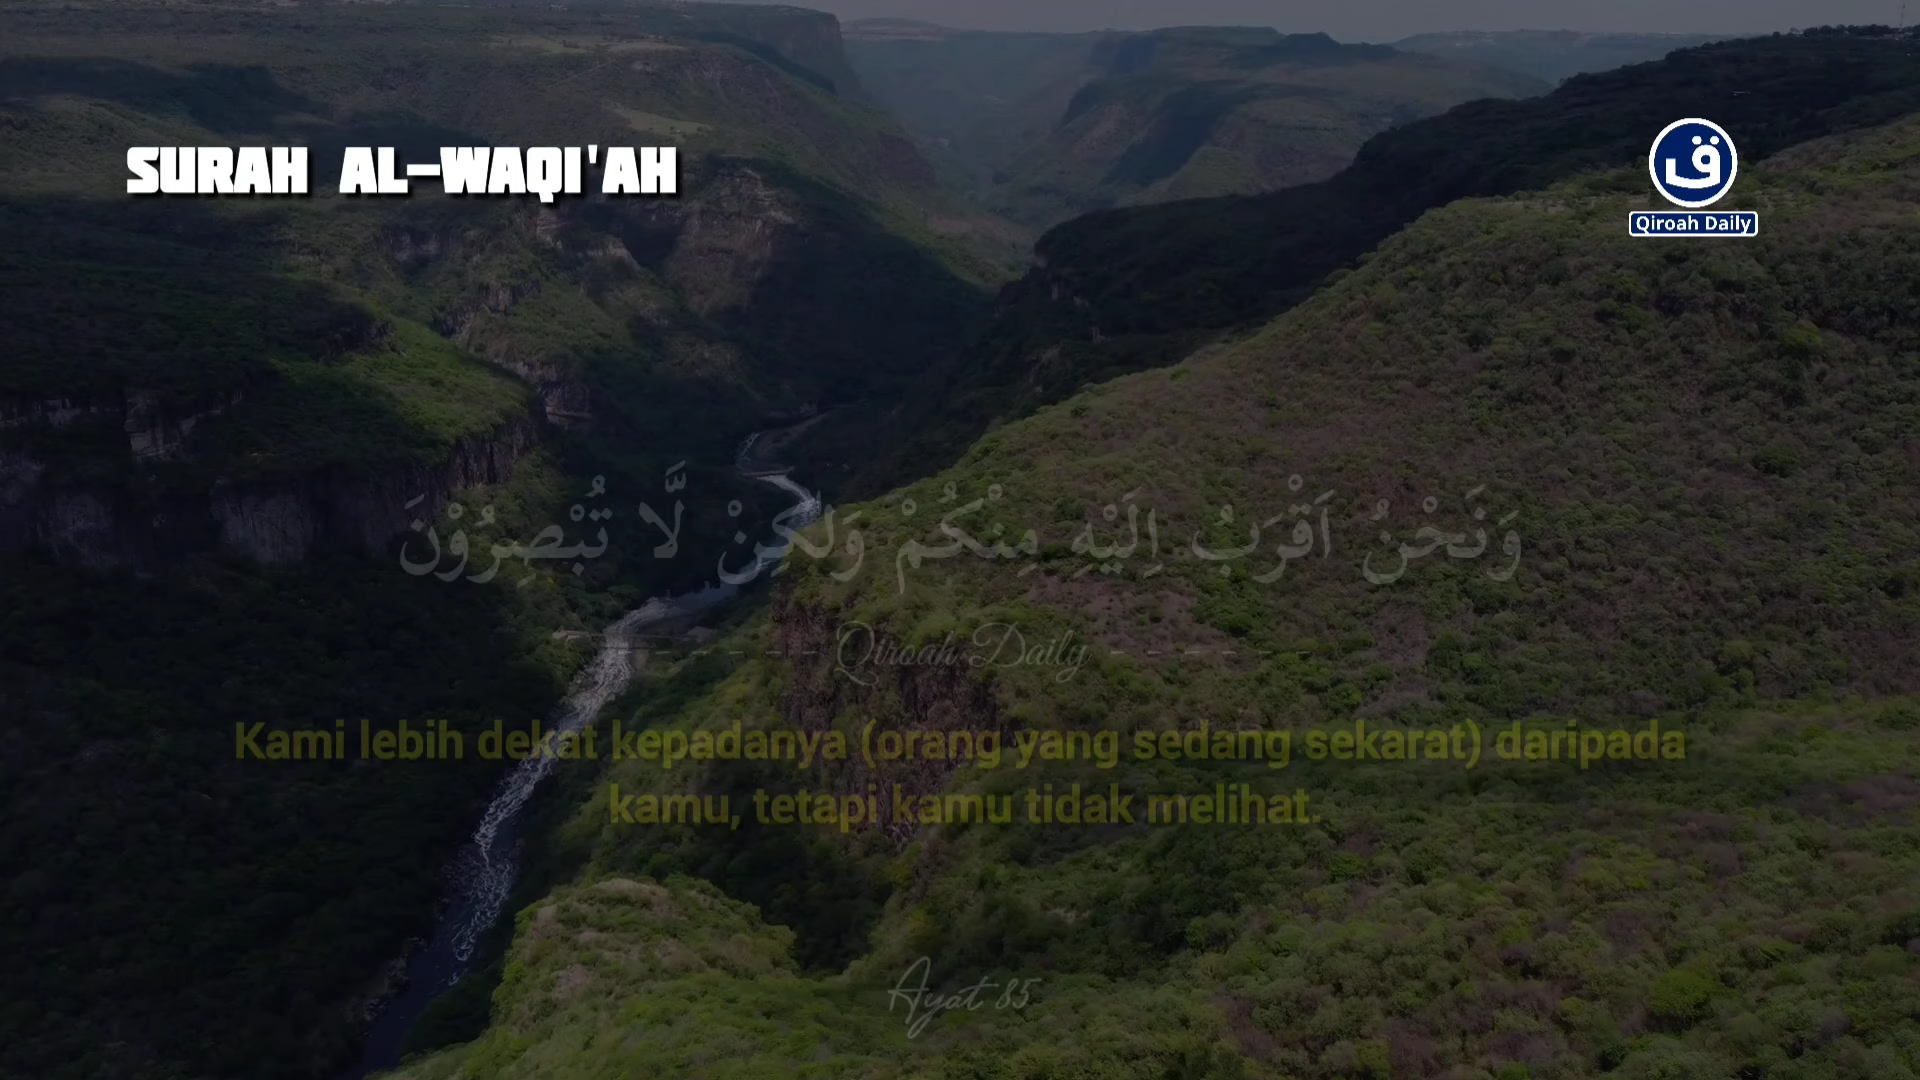 SURAH AL-WAQI'AH
ق
Qiroah Daily
وَنَحْنُ اَقْرَبُ اِلَيْهِ مِنْكُمْ وَلٰكِنْ لَّا تُبْصِرُوْنَ
Qiroah Daily
Kami lebih dekat kepadanya (orang yang sedang sekarat) daripada
kamu, tetapi kamu tidak melihat.
Ayat 85